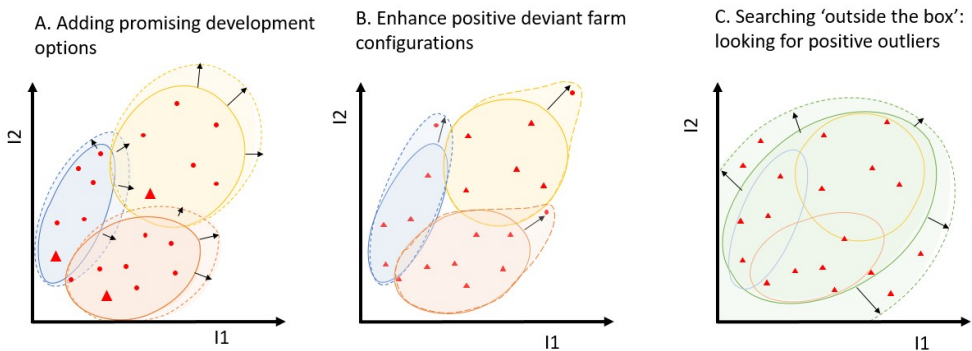 A. Adding promising development
options
I2
I1
B. Enhance positive deviant farm
configurations
I2
I1
C. Searching ‘outside the box’:
looking for positive outliers
I2
I1